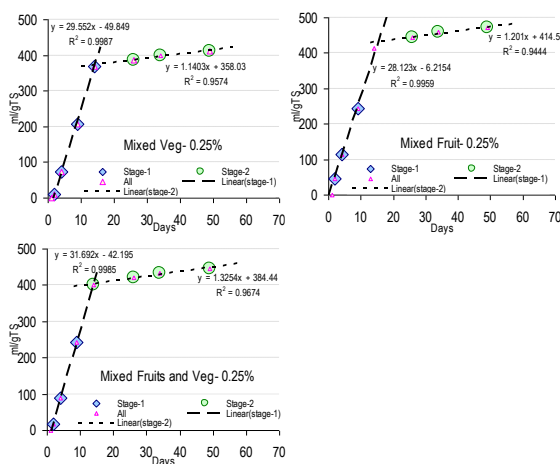 y = 29.552x - 49.849
R² = 0.9987
500
400
300
200
100
0
ml/gTS
y = 1.1403x + 358.03
R² = 0.9574
Mixed Veg- 0.25%
Stage-1
Stage-2
All
Linear(stage-1)
Linear(stage-2)
0 10 20 30 40 50 60 70
Days
500
400
300
200
100
0
ml/gTS
y = 1.201x + 414.5
R² = 0.9444
y = 28.123x - 6.2154
R² = 0.9959
Mixed Fruit- 0.25%
Stage-1
Stage-2
All
Linear(stage-1)
Linear(stage-2)
0 10 20 30 40 50 60 70
Days
y = 31.692x - 42.195
R² = 0.9985
500
400
300
200
100
0
ml/gTS
y = 1.3254x + 384.44
R² = 0.9674
Mixed Fruits and Veg- 0.25%
Stage-1
Stage-2
All
Linear(stage-1)
Linear(stage-2)
0 10 20 30 40 50 60 70
Days